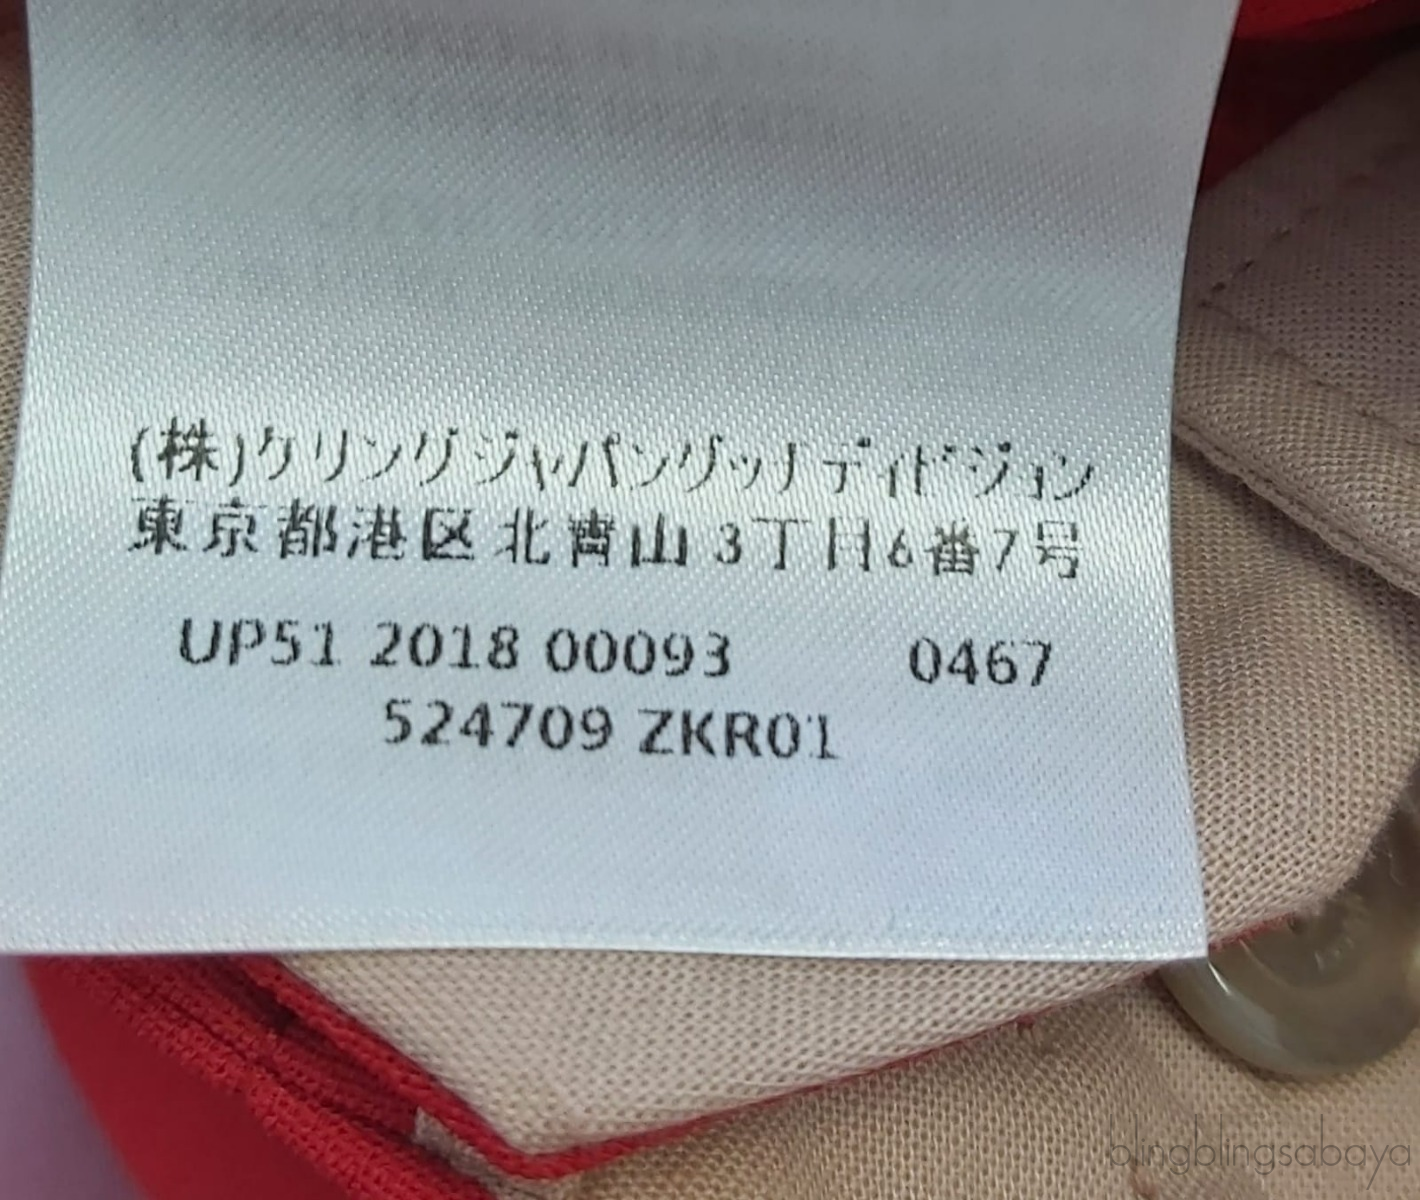 (株)ケリングジャパングッチディビジョン
東京都港区北青山3丁目6番7号
UP51 2018 00093 0467
524709 ZKR01
blingblingsabaya